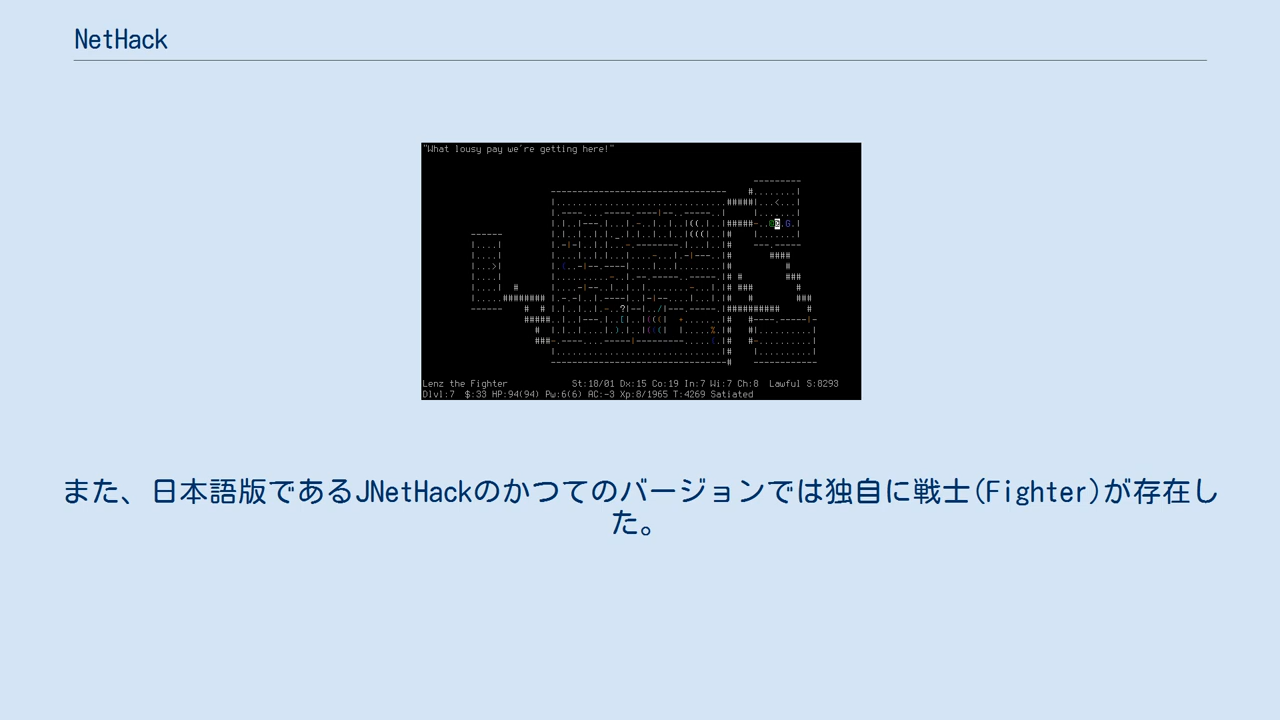 NetHack
"What lousy pay we're getting here!"
Lenz the Fighter St:18/01 Dx:15 Co:19 In:7 Wi:7 Ch:8 Lawful S:8293
Dlvl:7 $:33 HP:94(94) Pw:6(6) AC:-3 Xp:8/1965 T:4269 Satiated
また、日本語版であるJNetHackのかつてのバージョンでは独自に戦士(Fighter)が存在し
た。